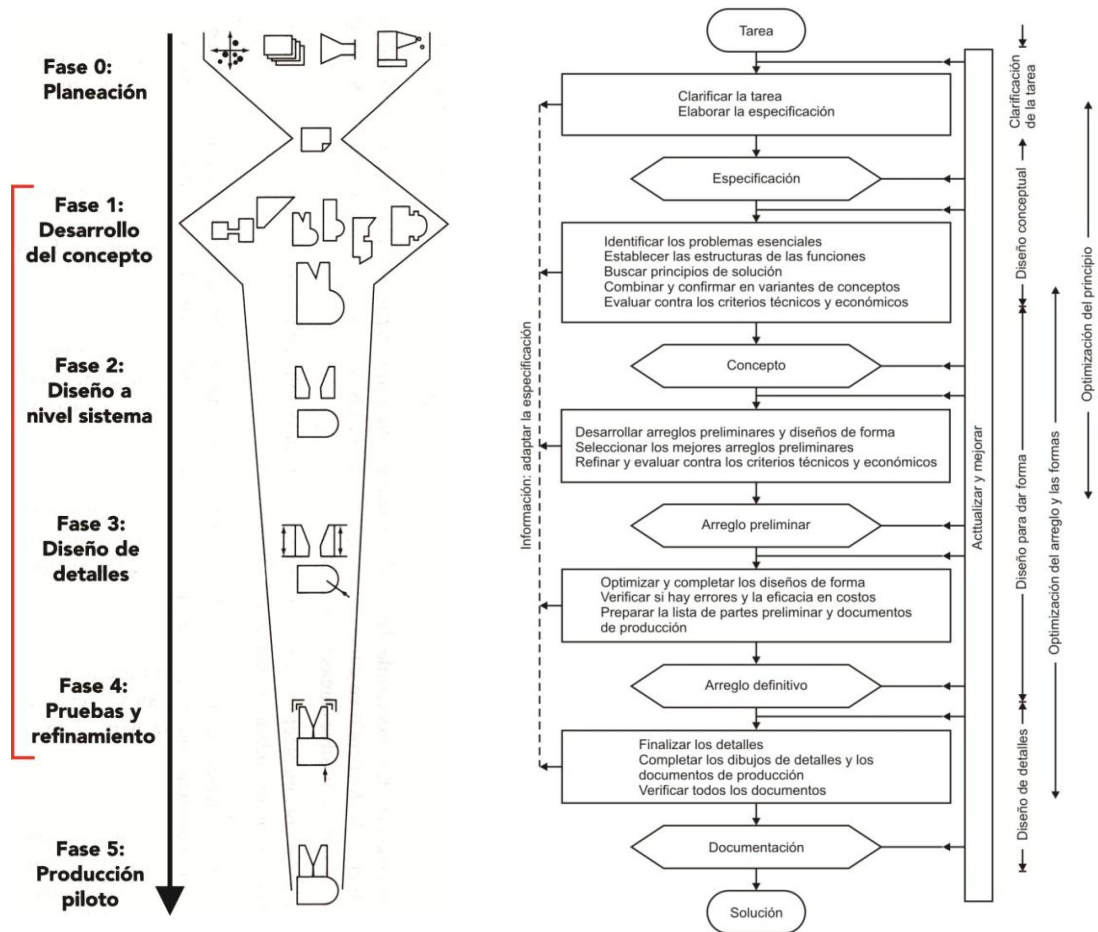 Fase 0:
Planeación
Fase 1:
Desarrollo
del concepto
Fase 2:
Diseño a
nivel sistema
Fase 3:
Diseño de
detalles
Fase 4:
Pruebas y
refinamiento
Fase 5:
Producción
piloto
Tarea
Clarificar la tarea
Elaborar la especificación
Especificación
Identificar los problemas esenciales
Establecer las estructuras de las funciones
Buscar principios de solución
Combinar y confirmar en variantes de conceptos
Evaluar contra los criterios técnicos y económicos
Concepto
Desarrollar arreglos preliminares y diseños de forma
Seleccionar los mejores arreglos preliminares
Refinar y evaluar contra los criterios técnicos y económicos
Arreglo preliminar
Optimizar y completar los diseños de forma
Verificar si hay errores y la eficacia en costos
Preparar la lista de partes preliminar y documentos
de producción
Arreglo definitivo
Finalizar los detalles
Completar los dibujos de detalles y los
documentos de producción
Verificar todos los documentos
Documentación
Solución
Información: adaptar la especificación
Acttualizar y mejorar
Clarificación
de la tarea
Diseño conceptual
Diseño para dar forma
Diseño de detalles
Optimización del arreglo y las formas
Optimización del principio